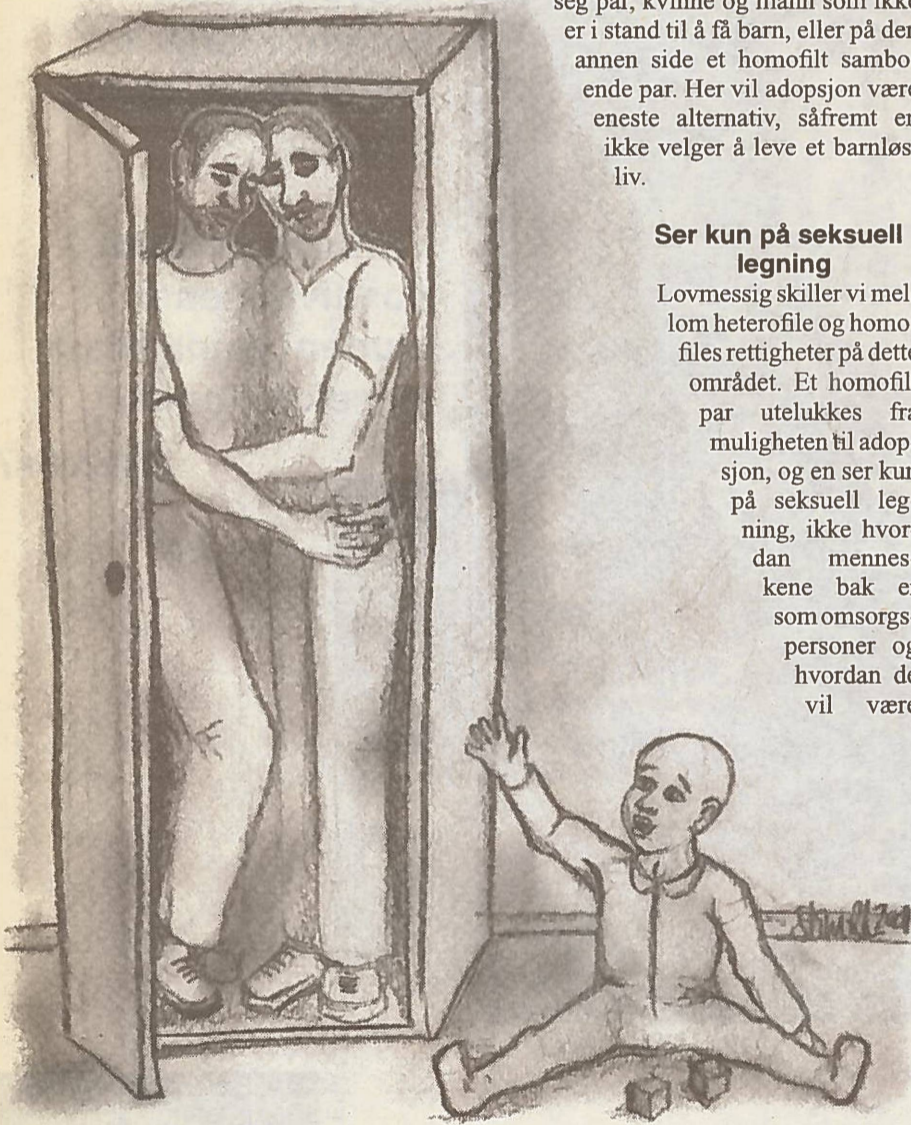 seg par, kvinne og mann som ikke
er i stand til å få barn, eller på den
annen side et homofilt sambo-
ende par. Her vil adopsjon være
eneste alternativ, såfremt en
ikke velger å leve et barnløst
liv.
Ser kun på seksuell
legning
Lovmessig skiller vi mel-
lom heterofile og homo-
files rettigheter på dette
området. Et homofilt
par utelukkes fra
muligheten til adop-
sjon, og en ser kun
på seksuell leg-
ning, ikke hvor-
dan mennes-
kene bak er
som omsorgs-
personer og
hvordan de
vil være